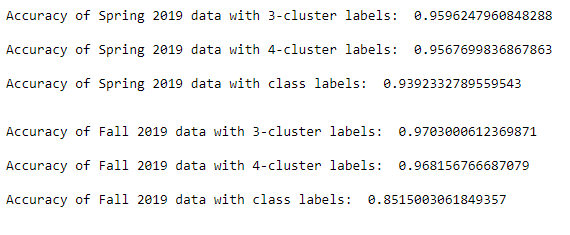 Accuracy of Spring 2019 data with 3-cluster labels:  0.9596247960848288
Accuracy of Spring 2019 data with 4-cluster labels:  0.9567699836867863
Accuracy of Spring 2019 data with class labels:  0.9392332789559543
Accuracy of Fall 2019 data with 3-cluster labels:  0.9703000612369871
Accuracy of Fall 2019 data with 4-cluster labels:  0.968156766687079
Accuracy of Fall 2019 data with class labels:  0.8515003061849357